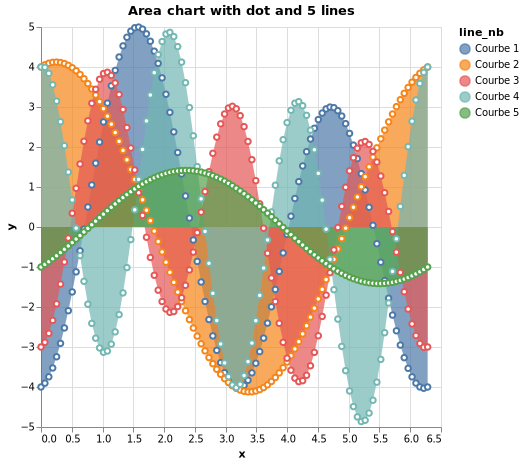 Area chart with dot and 5 lines
line_nb
Courbe 1
Courbe 2
Courbe 3
Courbe 4
Courbe 5
5
4
3
2
1
0
−1
−2
−3
−4
−5
y
0.0 0.5 1.0 1.5 2.0 2.5 3.0 3.5 4.0 4.5 5.0 5.5 6.0 6.5
x